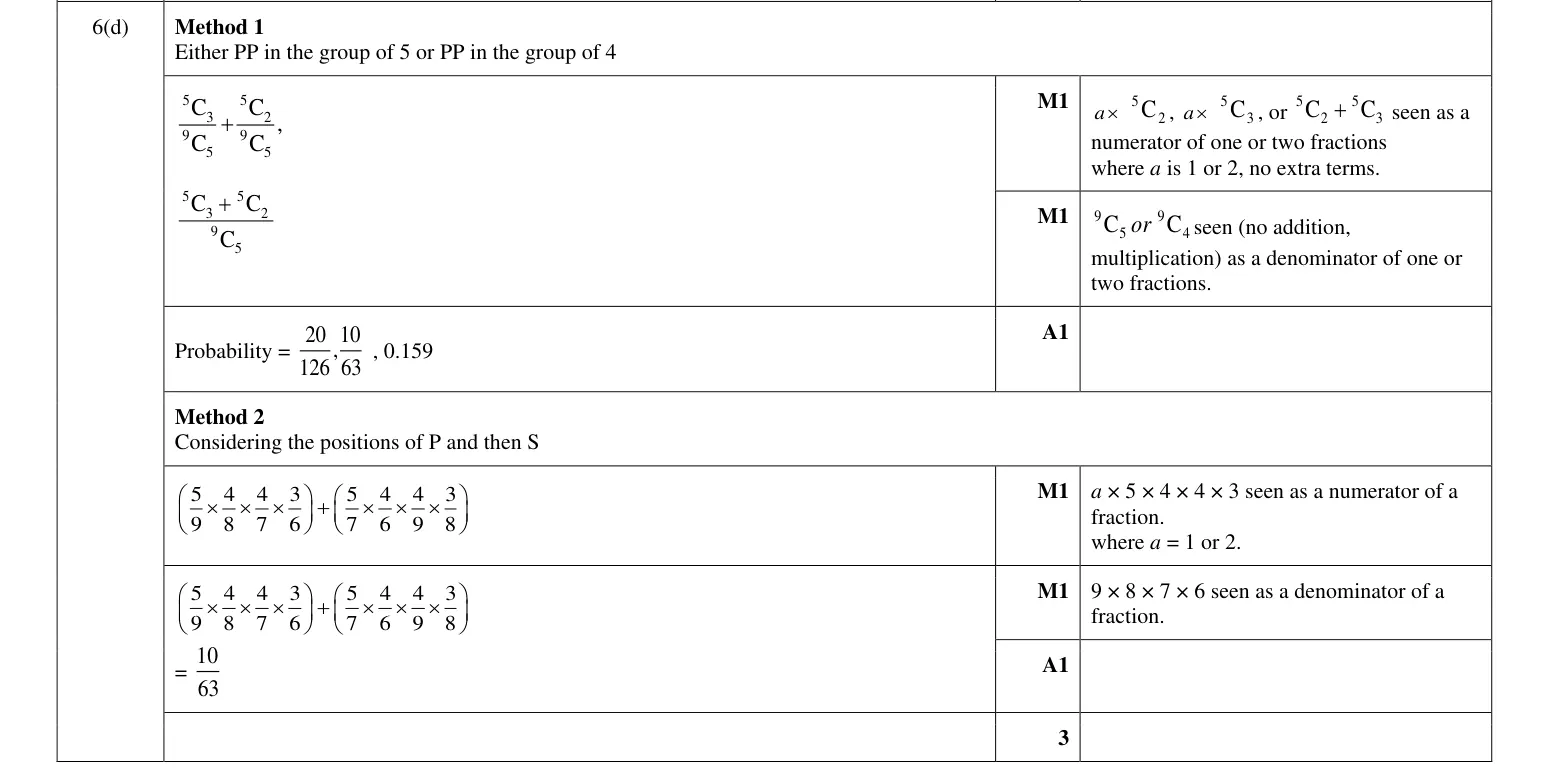 6(d)
Method 1
Either PP in the group of 5 or PP in the group of 4
⁵C₃/⁹C₅ + ⁵C₂/⁹C₅ ,
(⁵C₃ + ⁵C₂)/⁹C₅
M1
a× ⁵C₂ , a× ⁵C₃ , or ⁵C₂ + ⁵C₃ seen as a
numerator of one or two fractions
where a is 1 or 2, no extra terms.
M1
⁹C₅ or ⁹C₄ seen (no addition,
multiplication) as a denominator of one or
two fractions.
Probability = 20/126 , 10/63 , 0.159
A1
Method 2
Considering the positions of P and then S
(5/9 × 4/8 × 4/7 × 3/6) + (5/7 × 4/6 × 4/9 × 3/8)
M1
a × 5 × 4 × 4 × 3 seen as a numerator of a
fraction.
where a = 1 or 2.
(5/9 × 4/8 × 4/7 × 3/6) + (5/7 × 4/6 × 4/9 × 3/8)
M1
9 × 8 × 7 × 6 seen as a denominator of a
fraction.
= 10/63
A1
3